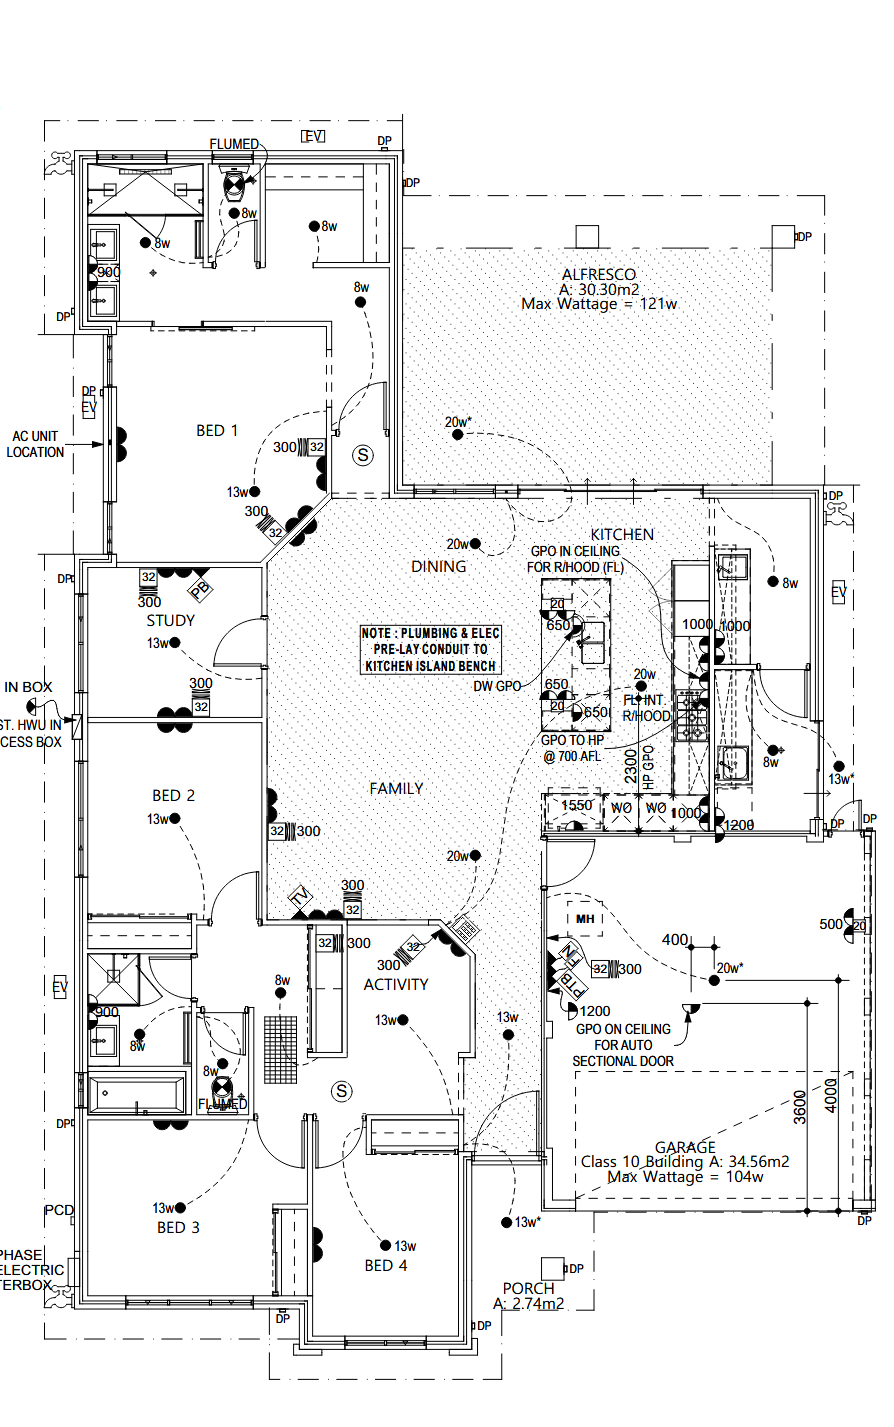 EV
FLUMED
DP
DP
8w
8w
8w
DP
900
ALFRESCO
A: 30.30m2
Max Wattage = 121w
8w
DP
DP
EV
20w*
BED 1
AC UNIT
LOCATION
300
32
S
13w
DP
300
32
KITCHEN
20w
GPO IN CEILING
FOR R/HOOD (FL)
DINING
DP
32
PB
8w
EV
300
20
STUDY
650
1000
1000
13w
NOTE : PLUMBING & ELEC
PRE-LAY CONDUIT TO
KITCHEN ISLAND BENCH
20w
300
DW GPO
650
IN BOX
32
20
650
FL INT.
R/HOOD
ST. HWU IN
CCESS BOX
GPO TO HP
@ 700 AFL
8w
2300
HP GPO
13w*
FAMILY
BED 2
1550
WO
WO
1000
13w
1200
DP
DP
32
300
20w
TV
300
32
MH
500
20
32
300
32
400
300
ACTIVITY
FN
32
300
20w*
EV
8w
PTB
900
1200
13w
13w
GPO ON CEILING
FOR AUTO
SECTIONAL DOOR
8w
8w
S
3600
4000
FLUMED
DP
GARAGE
Class 10 Building A: 34.56m2
Max Wattage = 104w
PCD
13w
BED 3
13w*
DP
13w
PHASE
ELECTRIC
TERBOX
BED 4
DP
PORCH
A: 2.74m2
DP
DP